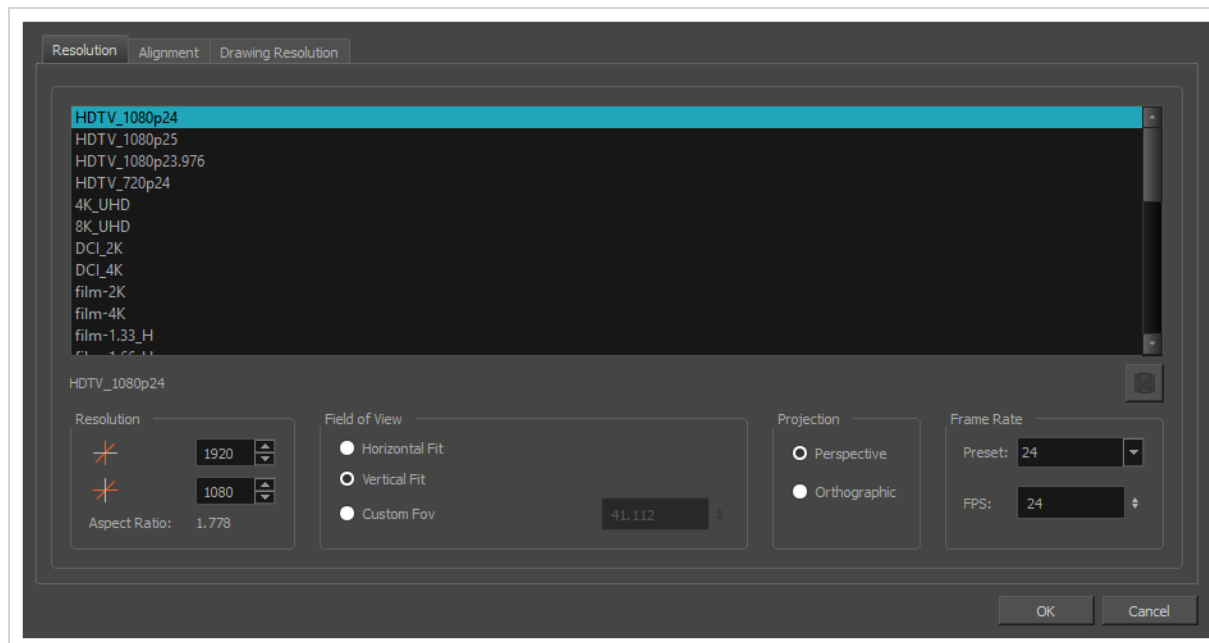 Resolution Alignment Drawing Resolution
HDTV_1080p24
HDTV_1080p25
HDTV_1080p23.976
HDTV_720p24
4K_UHD
8K_UHD
DCI_2K
DCI_4K
film-2K
film-4K
film-1.33_H
HDTV_1080p24
Resolution
1920
1080
Aspect Ratio: 1.778
Field of View
Horizontal Fit
Vertical Fit
Custom Fov 41.112
Projection
Perspective
Orthographic
Frame Rate
Preset: 24
FPS: 24
OK Cancel